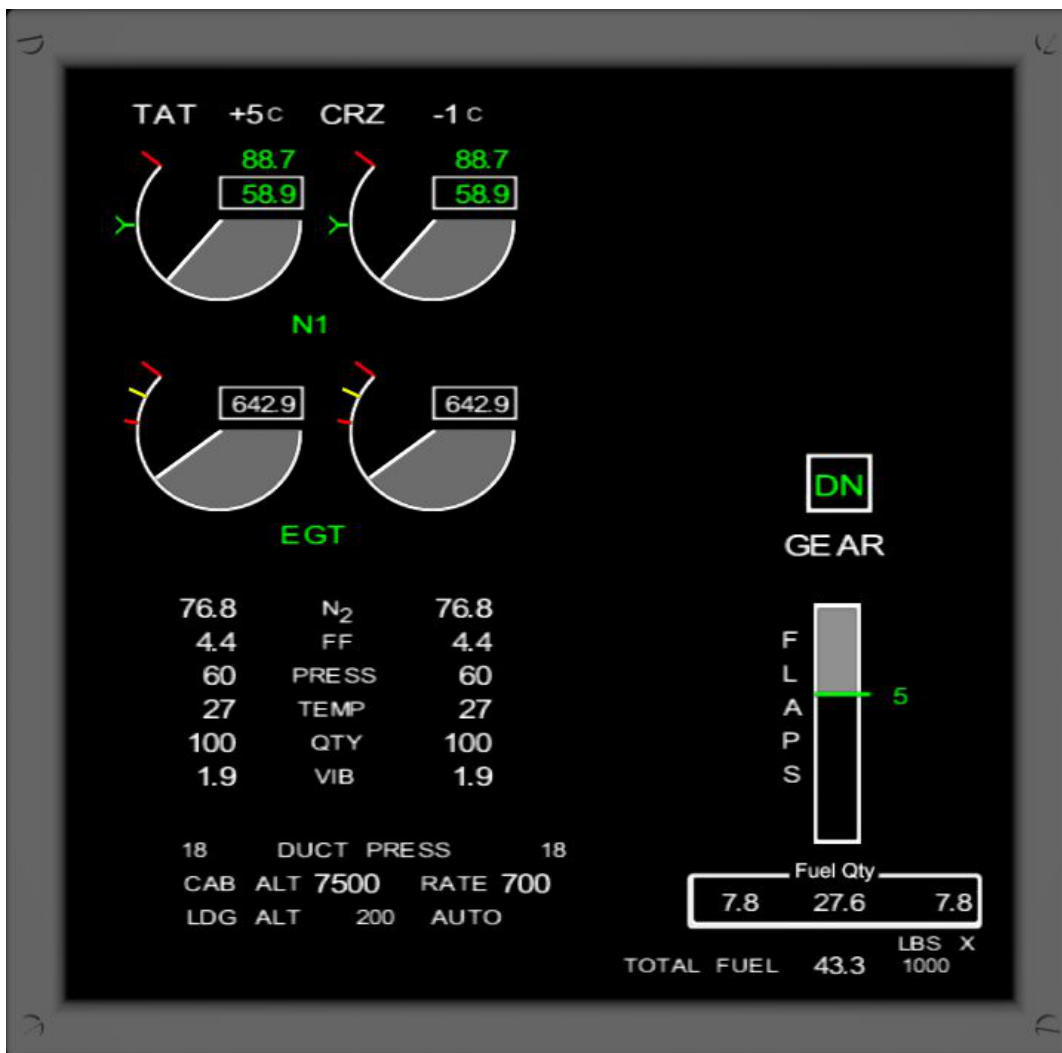 TAT +5 C CRZ -1 C
88.7 88.7
58.9 58.9
N1
642.9 642.9
EGT
DN
GEAR
76.8 N2 76.8
4.4 FF 4.4
60 PRESS 60
27 TEMP 27
100 QTY 100
1.9 VIB 1.9
FLAPS
5
18 DUCT PRESS 18
CAB ALT 7500 RATE 700
LDG ALT 200 AUTO
Fuel Qty
7.8 27.6 7.8
LBS X
TOTAL FUEL 43.3 1000